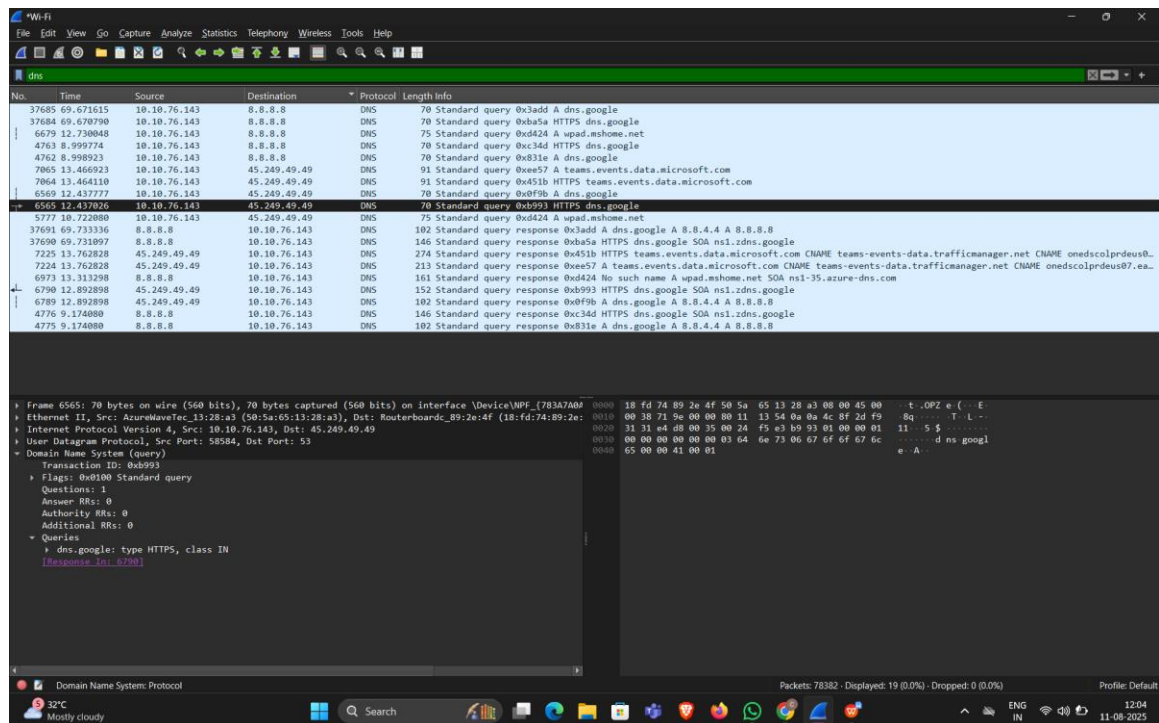 *Wi-Fi
File Edit View Go Capture Analyze Statistics Telephony Wireless Tools Help
dns
No. Time Source Destination Protocol Length Info
37685 69.671615 10.10.76.143 8.8.8.8 DNS 70 Standard query 0x3add A dns.google
37684 69.670790 10.10.76.143 8.8.8.8 DNS 70 Standard query 0xba5a HTTPS dns.google
6679 12.730048 10.10.76.143 8.8.8.8 DNS 75 Standard query 0xd424 A wpad.mshome.net
4763 8.999774 10.10.76.143 8.8.8.8 DNS 70 Standard query 0xc34d HTTPS dns.google
4762 8.998923 10.10.76.143 8.8.8.8 DNS 70 Standard query 0x831e A dns.google
7065 13.466923 10.10.76.143 45.249.49.49 DNS 91 Standard query 0xee57 A teams.events.data.microsoft.com
7064 13.464110 10.10.76.143 45.249.49.49 DNS 91 Standard query 0x451b HTTPS teams.events.data.microsoft.com
6569 12.437777 10.10.76.143 45.249.49.49 DNS 70 Standard query 0x0f9b A dns.google
6565 12.437026 10.10.76.143 45.249.49.49 DNS 70 Standard query 0xb993 HTTPS dns.google
5777 10.722080 10.10.76.143 45.249.49.49 DNS 75 Standard query 0xd424 A wpad.mshome.net
37691 69.733336 8.8.8.8 10.10.76.143 DNS 102 Standard query response 0x3add A dns.google A 8.8.4.4 A 8.8.8.8
37690 69.731097 8.8.8.8 10.10.76.143 DNS 146 Standard query response 0xba5a HTTPS dns.google SOA ns1.zdns.google
7225 13.762828 45.249.49.49 10.10.76.143 DNS 274 Standard query response 0x451b HTTPS teams.events.data.microsoft.com CNAME teams-events-data.trafficmanager.net CNAME onedscolprdeus0…
7224 13.762828 45.249.49.49 10.10.76.143 DNS 213 Standard query response 0xee57 A teams.events.data.microsoft.com CNAME teams-events-data.trafficmanager.net CNAME onedscolprdeus07.ea…
6973 13.313298 8.8.8.8 10.10.76.143 DNS 161 Standard query response 0xd424 No such name A wpad.mshome.net SOA ns1-35.azure-dns.com
6790 12.892898 45.249.49.49 10.10.76.143 DNS 152 Standard query response 0xb993 HTTPS dns.google SOA ns1.zdns.google
6789 12.892898 45.249.49.49 10.10.76.143 DNS 102 Standard query response 0x0f9b A dns.google A 8.8.4.4 A 8.8.8.8
4776 9.174080 8.8.8.8 10.10.76.143 DNS 146 Standard query response 0xc34d HTTPS dns.google SOA ns1.zdns.google
4775 9.174080 8.8.8.8 10.10.76.143 DNS 102 Standard query response 0x831e A dns.google A 8.8.4.4 A 8.8.8.8
Frame 6565: 70 bytes on wire (560 bits), 70 bytes captured (560 bits) on interface \Device\NPF_{783A7A0A
Ethernet II, Src: AzureWaveTec_13:28:a3 (50:5a:65:13:28:a3), Dst: Routerboardc_89:2e:4f (18:fd:74:89:2e:
Internet Protocol Version 4, Src: 10.10.76.143, Dst: 45.249.49.49
User Datagram Protocol, Src Port: 58584, Dst Port: 53
Domain Name System (query)
Transaction ID: 0xb993
Flags: 0x0100 Standard query
Questions: 1
Answer RRs: 0
Authority RRs: 0
Additional RRs: 0
Queries
dns.google: type HTTPS, class IN
[Response In: 6790]
0000 18 fd 74 89 2e 4f 50 5a 65 13 28 a3 08 00 45 00 ··t·.OPZ e·(···E·
0010 00 38 71 9e 00 00 80 11 13 54 0a 0a 4c 8f 2d f9 ·8q····· ·T··L·-·
0020 31 31 e4 d8 00 35 00 24 f5 e3 b9 93 01 00 00 01 11···5·$ ········
0030 00 00 00 00 00 00 03 64 6e 73 06 67 6f 6f 67 6c ·······d ns·googl
0040 65 00 00 41 00 01 e··A··
Domain Name System: Protocol
Packets: 78382 · Displayed: 19 (0.0%) · Dropped: 0 (0.0%)
Profile: Default
5
32°C
Mostly cloudy
Search
ENG
IN
12:04
11-08-2025